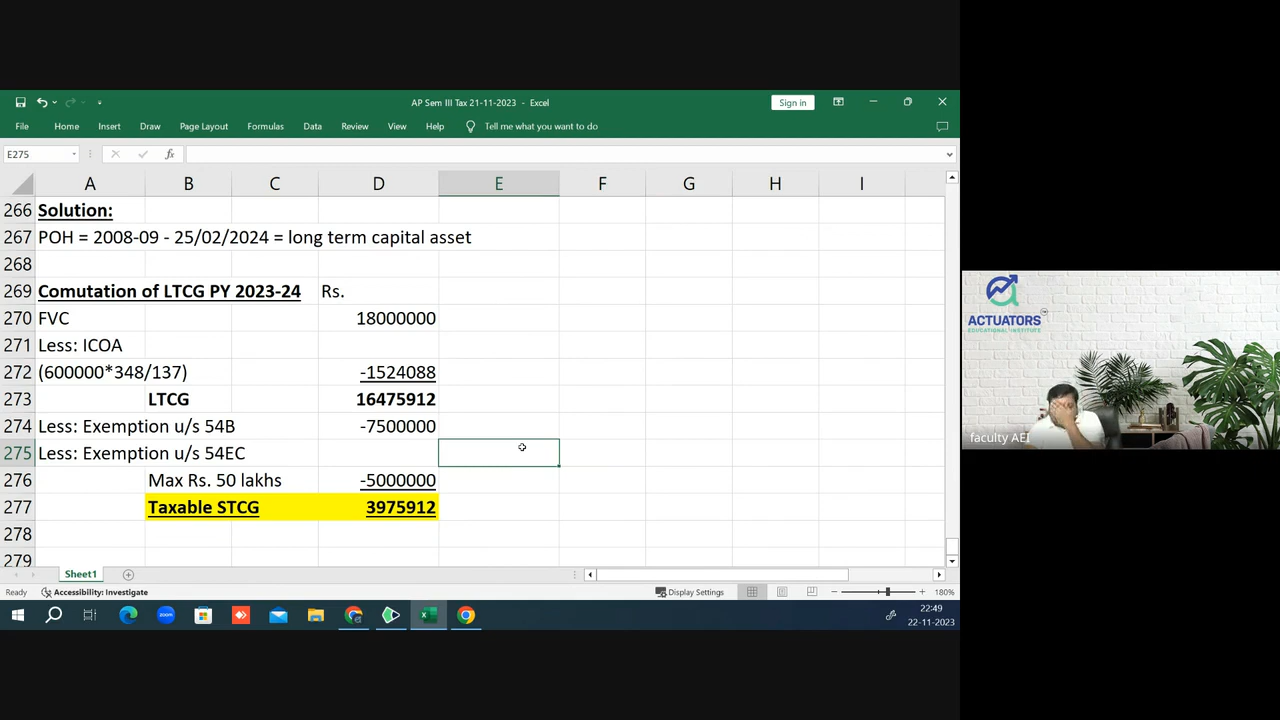 AP Sem III Tax 21-11-2023 - Excel
Sign in
File Home Insert Draw Page Layout Formulas Data Review View Help Tell me what you want to do
E275 fx
A B C D E F G H I
266 Solution:
267 POH = 2008-09 - 25/02/2024 = long term capital asset
268
269 Comutation of LTCG PY 2023-24 Rs.
270 FVC 18000000
271 Less: ICOA
272 (600000*348/137) -1524088
273 LTCG 16475912
274 Less: Exemption u/s 54B -7500000
275 Less: Exemption u/s 54EC
276 Max Rs. 50 lakhs -5000000
277 Taxable STCG 3975912
278
279
Sheet1
Ready Accessibility: Investigate Display Settings 180%
zoom
22:49
22-11-2023
ACTUATORS
EDUCATIONAL INSTITUTE
faculty AEI